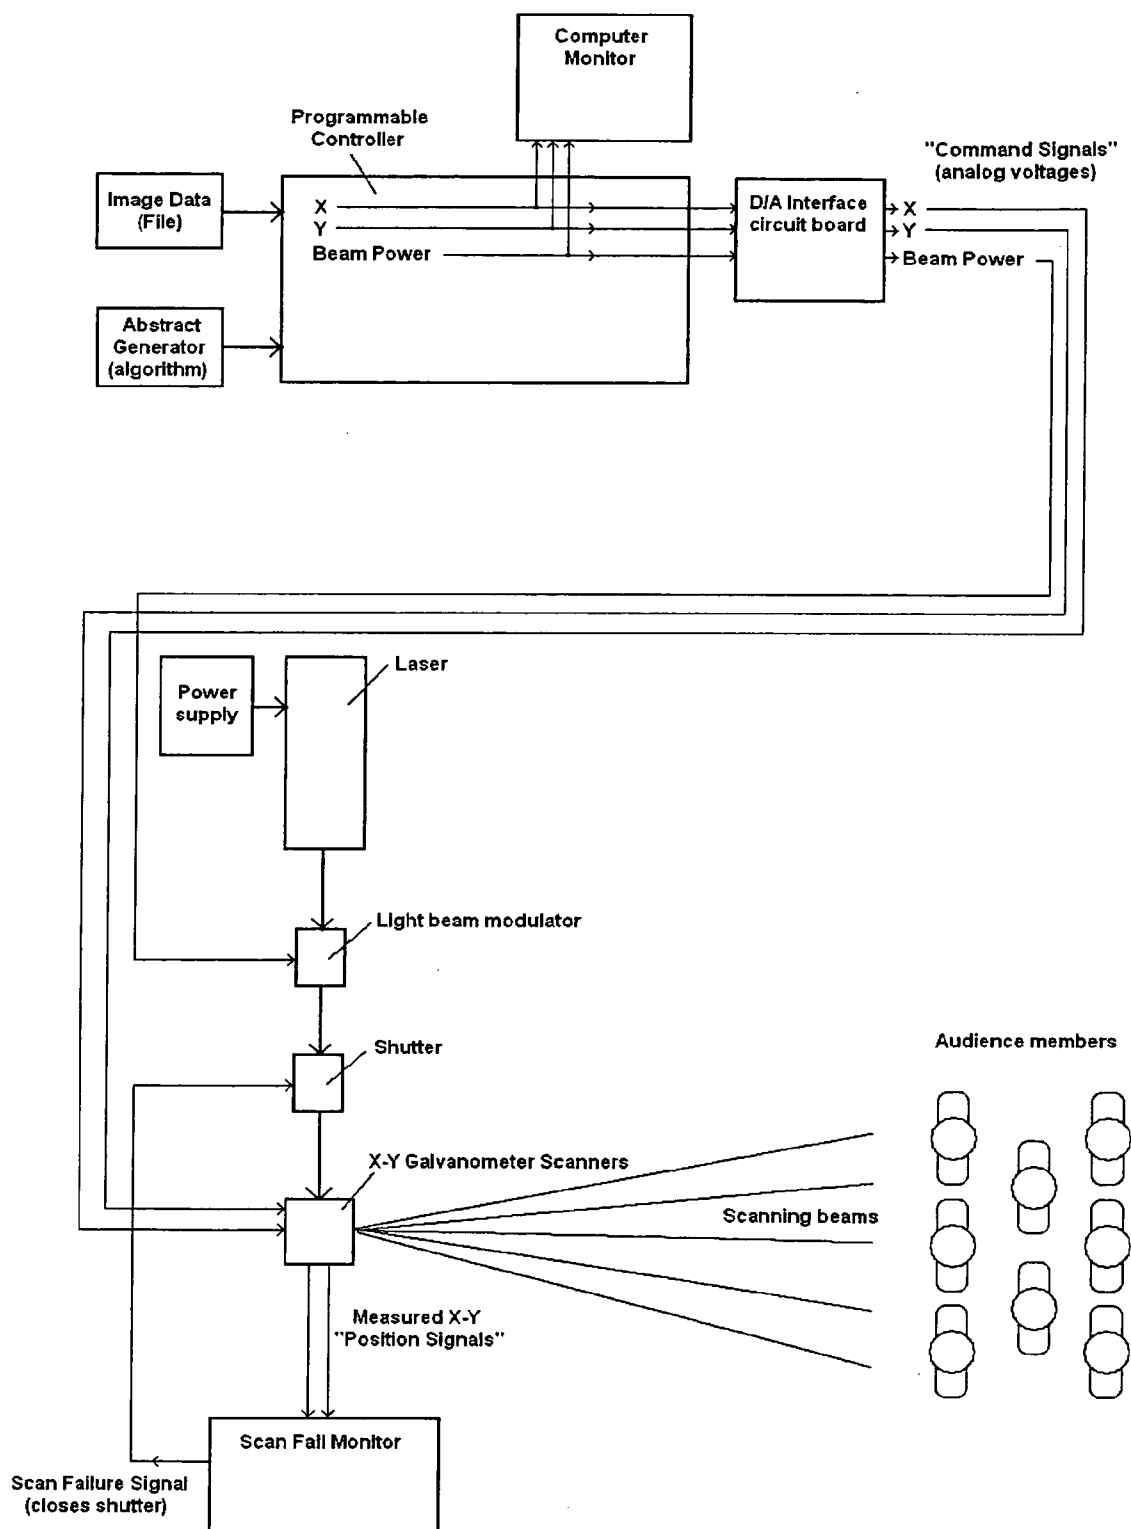 Computer
Monitor
Programmable
Controller
"Command Signals"
(analog voltages)
Image Data
(File)
X
Y
Beam Power
D/A Interface
circuit board
X
Y
Beam Power
Abstract
Generator
(algorithm)
Laser
Power
supply
Light beam modulator
Shutter
Audience members
X-Y Galvanometer Scanners
Scanning beams
Measured X-Y
"Position Signals"
Scan Fail Monitor
Scan Failure Signal
(closes shutter)